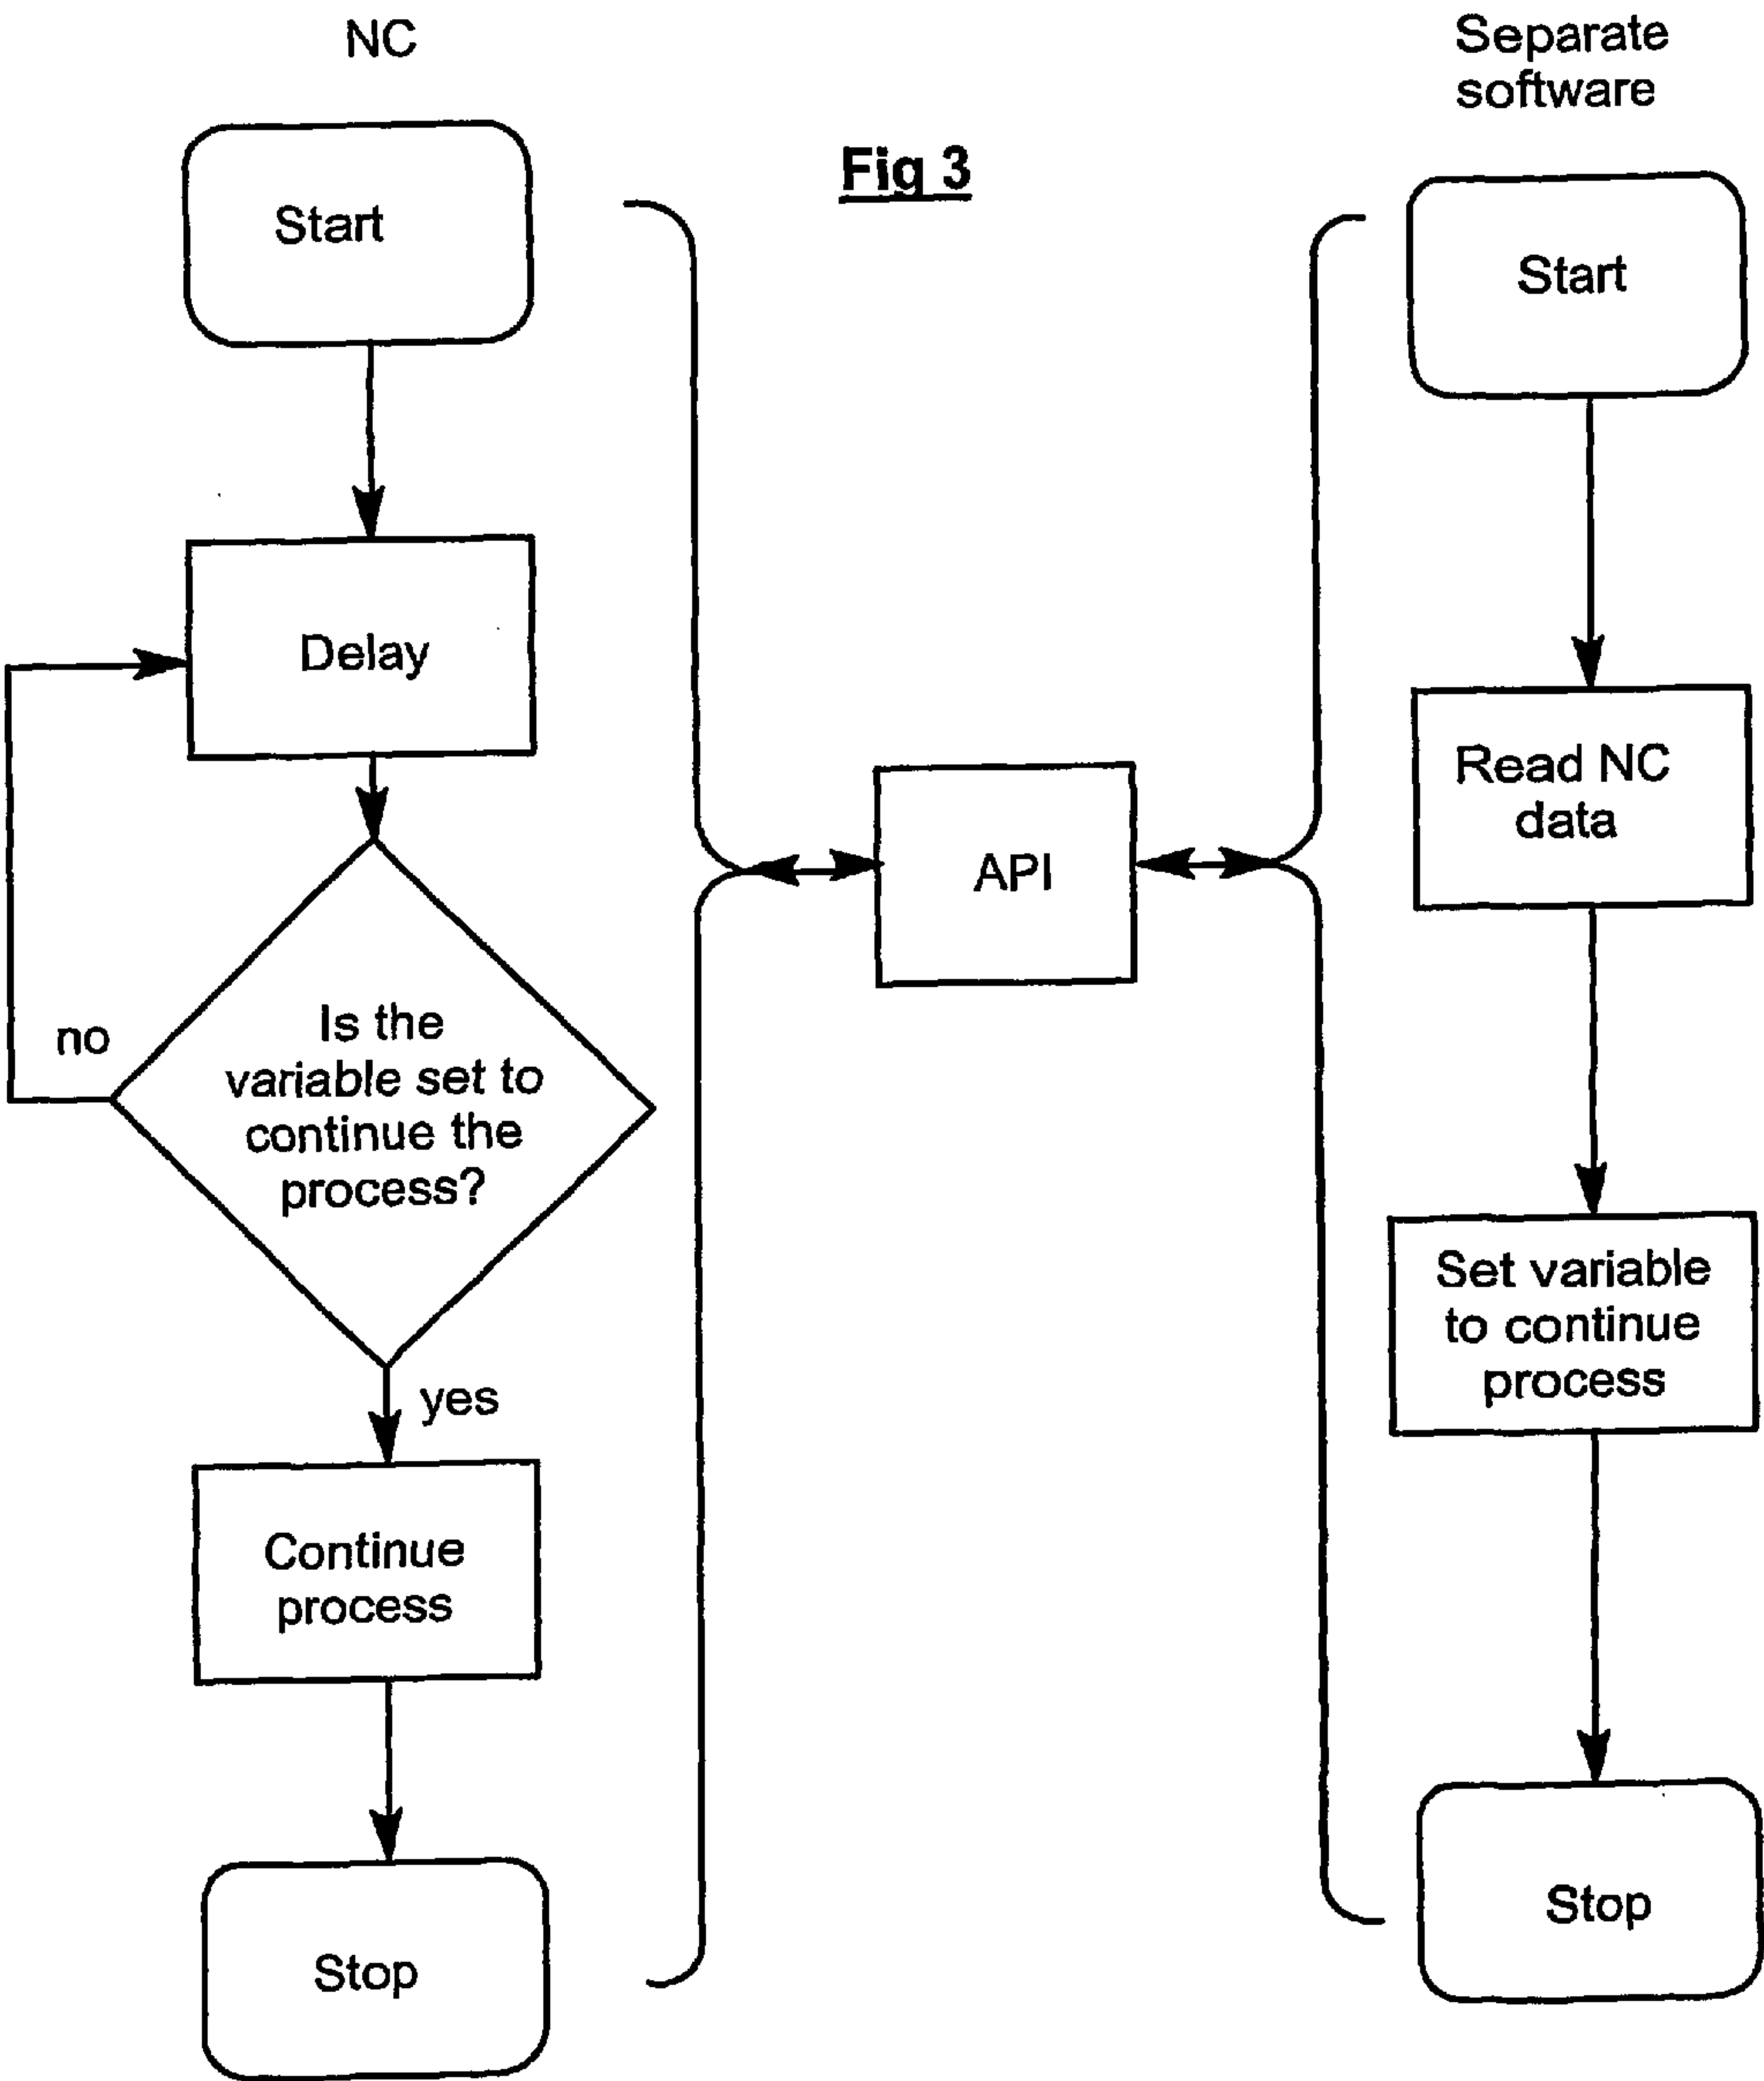 NC
Start
Delay
no
Is the
variable set to
continue the
process?
yes
Continue
process
Stop
Fig 3
API
Separate
software
Start
Read NC
data
Set variable
to continue
process
Stop